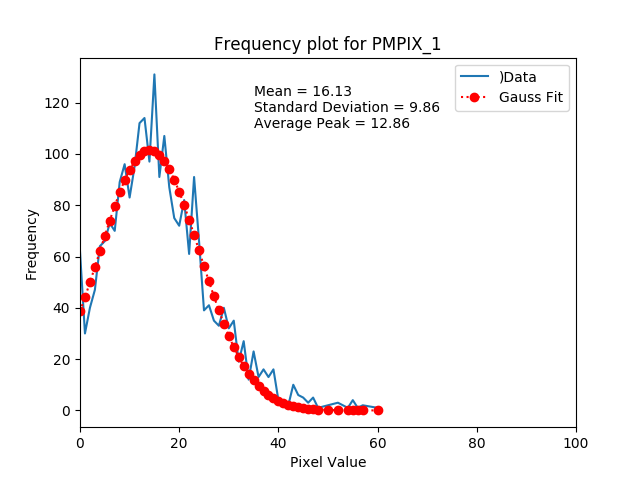 Frequency plot for PMPIX_1
)Data
Gauss Fit
Mean = 16.13
Standard Deviation = 9.86
Average Peak = 12.86
Frequency
120
100
80
60
40
20
0
0 20 40 60 80 100
Pixel Value